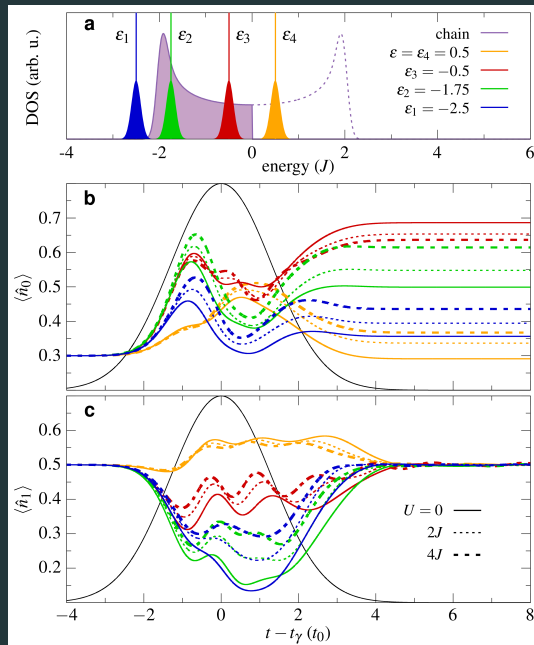 a
ε₁ ε₂ ε₃ ε₄
chain
ε = ε₄ = 0.5
ε₃ = −0.5
ε₂ = −1.75
ε₁ = −2.5
DOS (arb. u.)
-4 -2 0 2 4 6
energy (J)
b
0.7
0.6
0.5
0.4
0.3
⟨n̂₀⟩
c
0.5
0.4
0.3
0.2
0.1
⟨n̂₁⟩
U = 0
2J
4J
−4 −2 0 2 4 6 8
t − tγ (t₀)